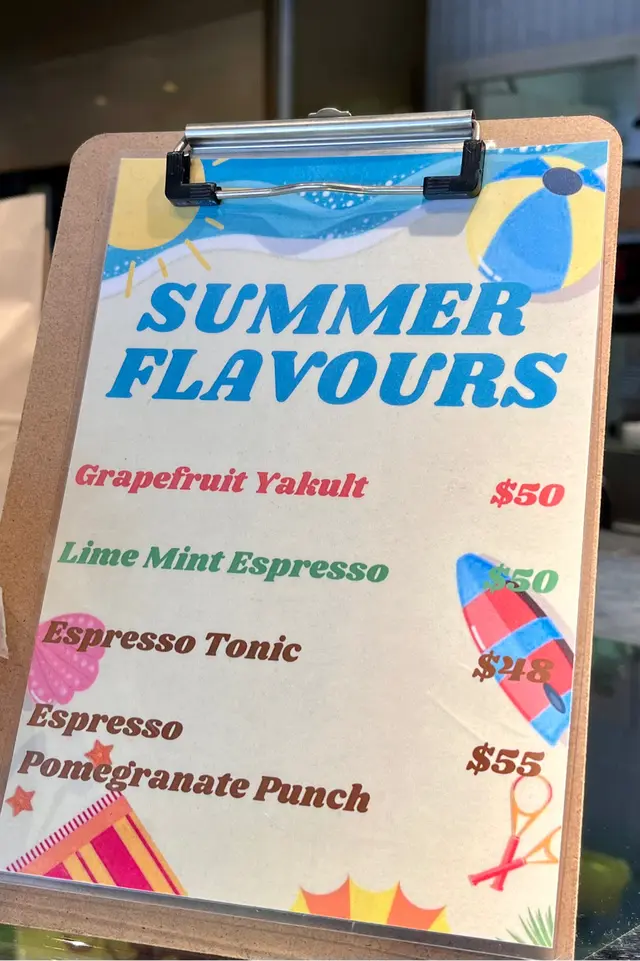 SUMMER
FLAVOURS
Grapefruit Yakult $50
Lime Mint Espresso $50
Espresso Tonic $48
Espresso
Pomegranate Punch $55